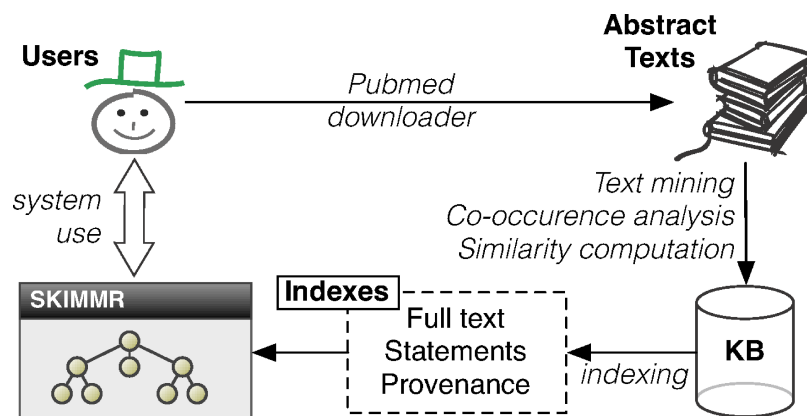 Users
Abstract
Texts
Pubmed
downloader
system
use
Text mining
Co-occurence analysis
Similarity computation
SKIMMR
Indexes
Full text
Statements
Provenance
indexing
KB